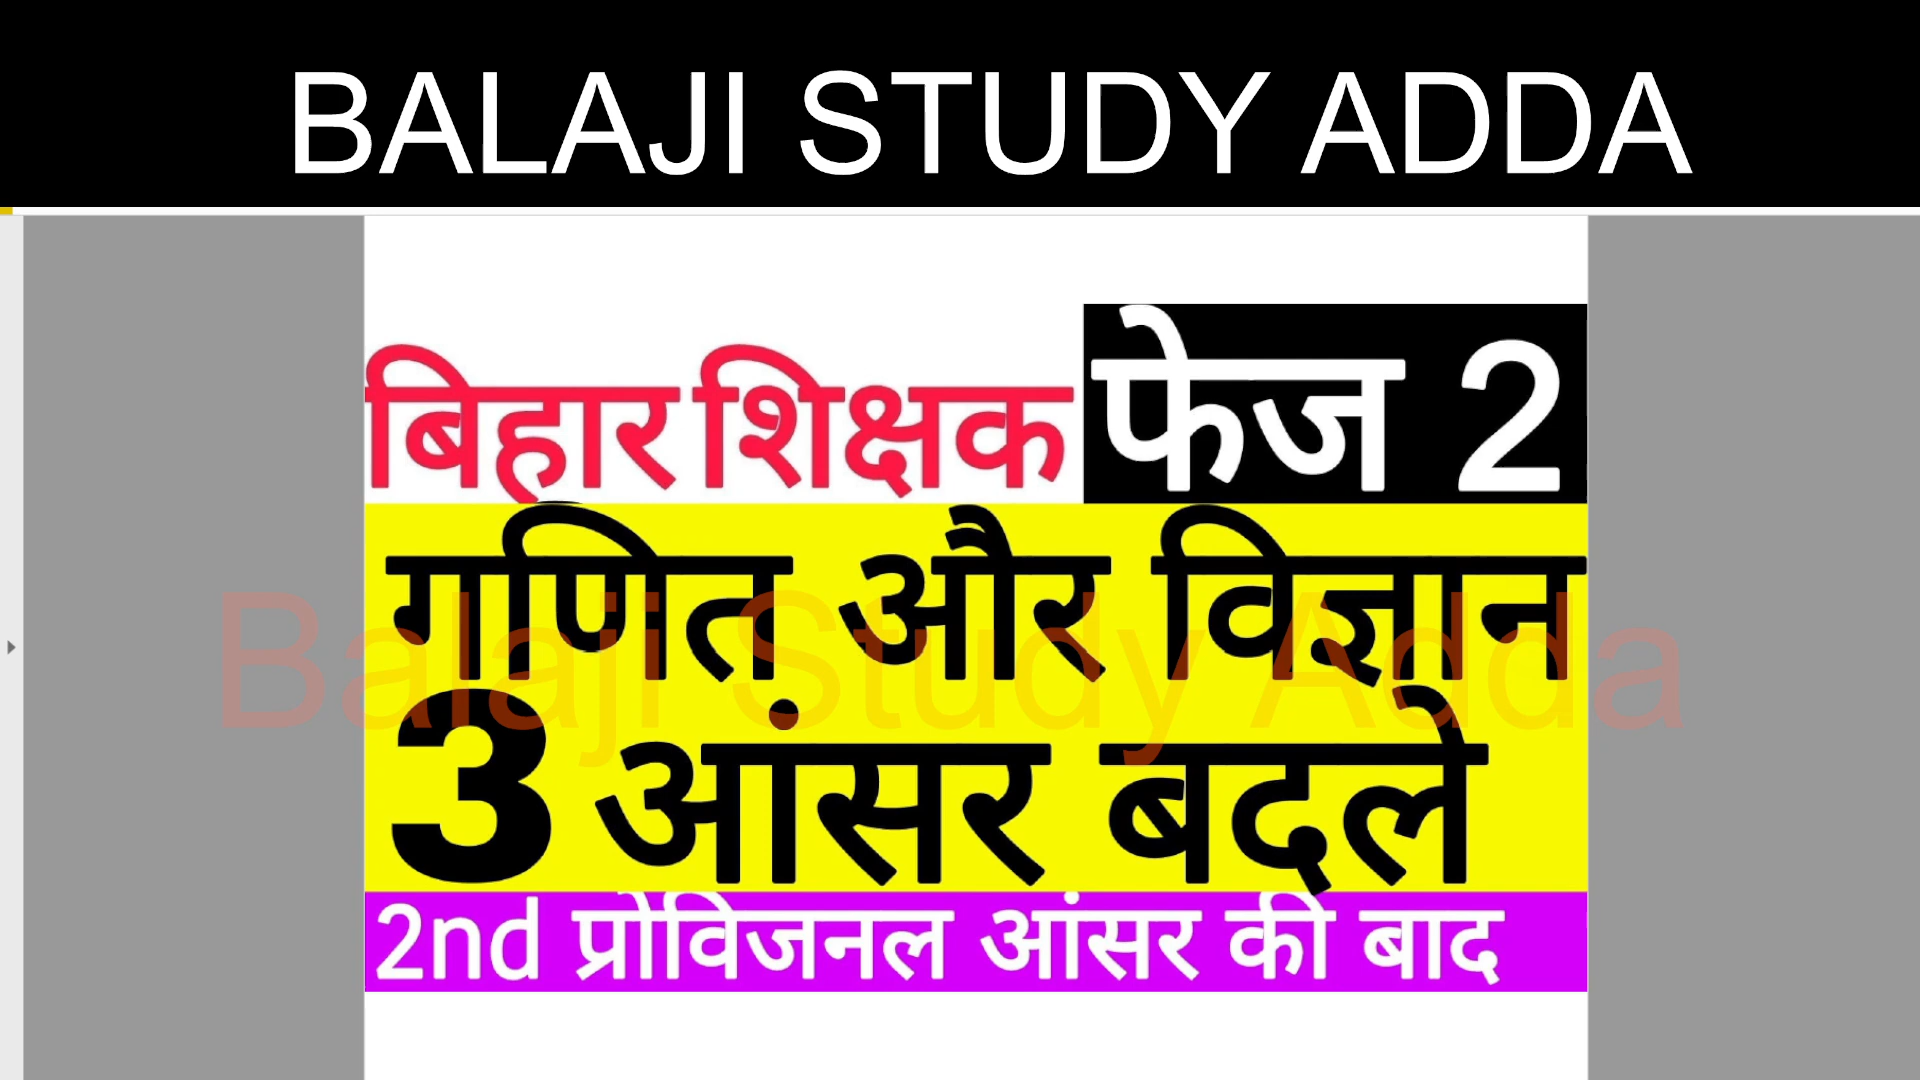 BALAJI STUDY ADDA
बिहार शिक्षक फेज 2
गणित और विज्ञान
Balaji Study Adda
3 आंसर बदले
2nd प्रोविजनल आंसर की बाद